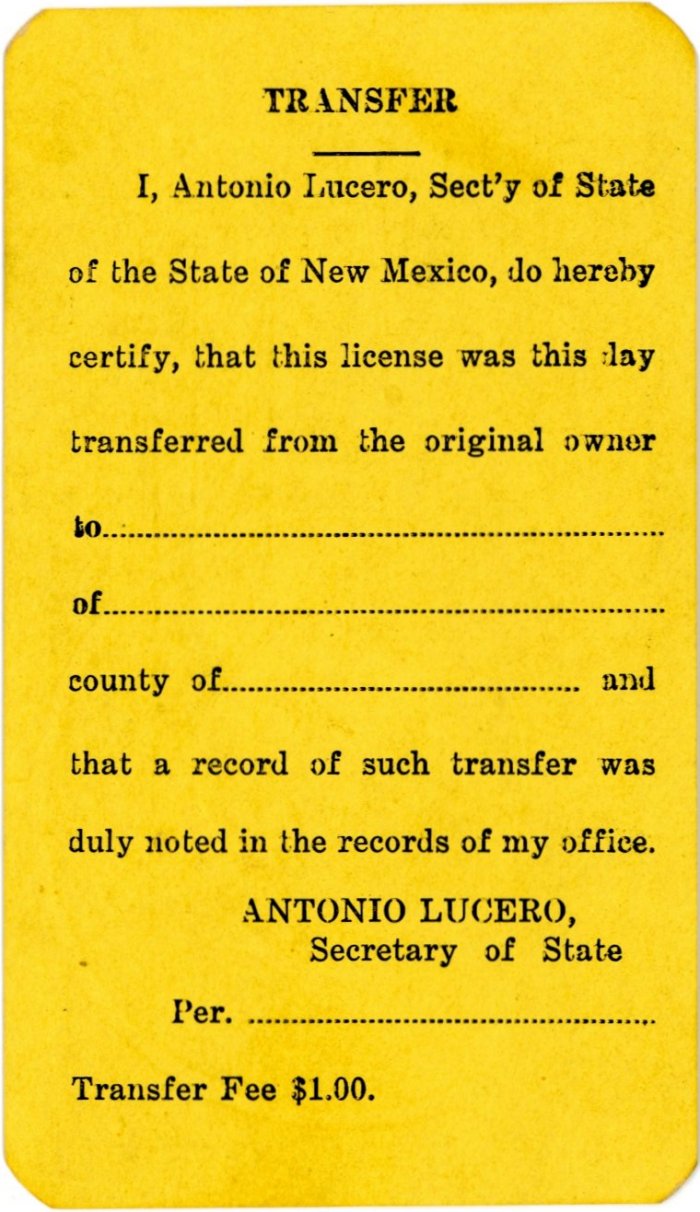 TRANSFER
I, Antonio Lucero, Sect'y of State
of the State of New Mexico, do hereby
certify, that this license was this day
transferred from the original owner
to........................................................................
of........................................................................
county of............................................. and
that a record of such transfer was
duly noted in the records of my office.
ANTONIO LUCERO,
Secretary of State
Per. ....................................................
Transfer Fee $1.00.